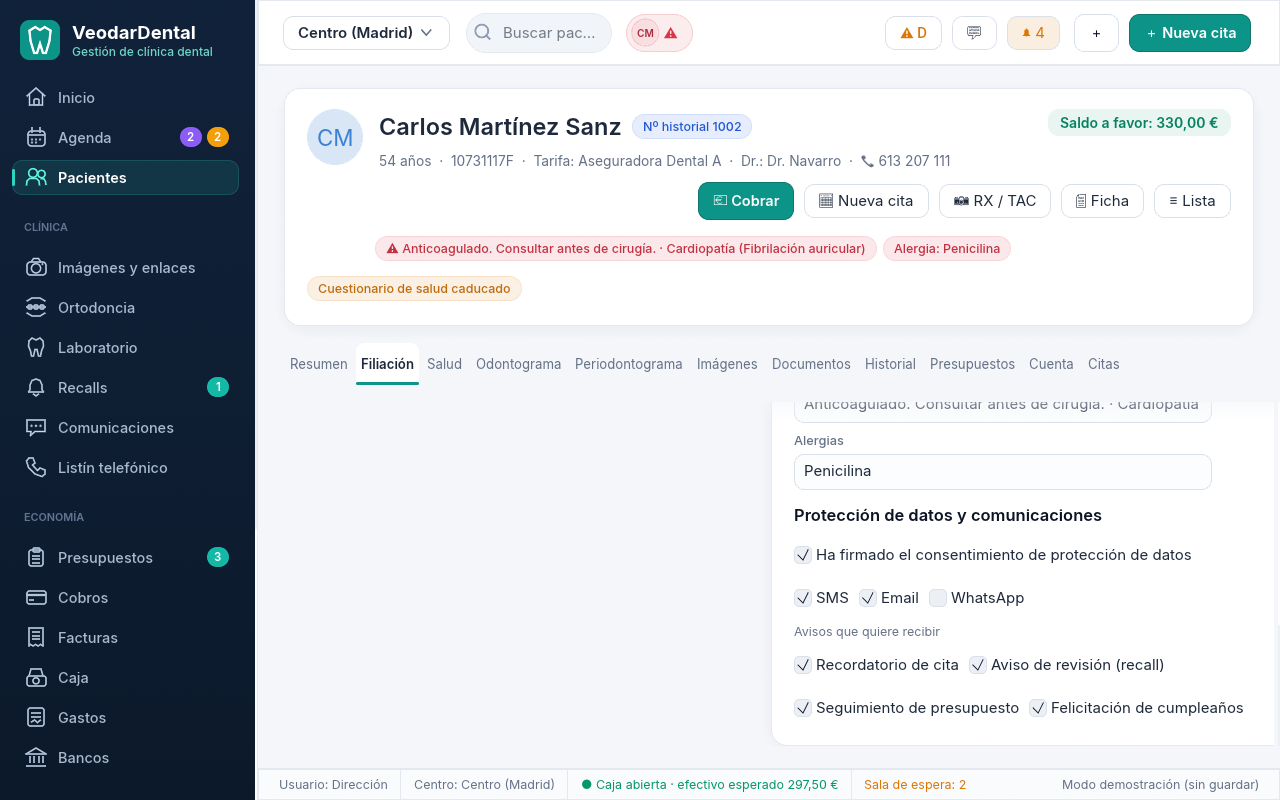 VeodarDental
Gestión de clínica dental
Inicio
Agenda
2
2
Pacientes
CLÍNICA
Imágenes y enlaces
Ortodoncia
Laboratorio
Recalls
1
Comunicaciones
Listín telefónico
ECONOMÍA
Presupuestos
3
Cobros
Facturas
Caja
Gastos
Bancos
Centro (Madrid)
Buscar pac...
CM
D
4
+
+ Nueva cita
CM
Carlos Martínez Sanz
Nº historial 1002
Saldo a favor: 330,00 €
54 años · 10731117F · Tarifa: Aseguradora Dental A · Dr.: Dr. Navarro · 613 207 111
Cobrar
Nueva cita
RX / TAC
Ficha
≡ Lista
Anticoagulado. Consultar antes de cirugía. · Cardiopatía (Fibrilación auricular)
Alergia: Penicilina
Cuestionario de salud caducado
Resumen
Filiación
Salud
Odontograma
Periodontograma
Imágenes
Documentos
Historial
Presupuestos
Cuenta
Citas
Anticoagulado. Consultar antes de cirugía. · Cardiopatía
Alergias
Penicilina
Protección de datos y comunicaciones
Ha firmado el consentimiento de protección de datos
SMS
Email
WhatsApp
Avisos que quiere recibir
Recordatorio de cita
Aviso de revisión (recall)
Seguimiento de presupuesto
Felicitación de cumpleaños
Usuario: Dirección
Centro: Centro (Madrid)
Caja abierta · efectivo esperado 297,50 €
Sala de espera: 2
Modo demostración (sin guardar)